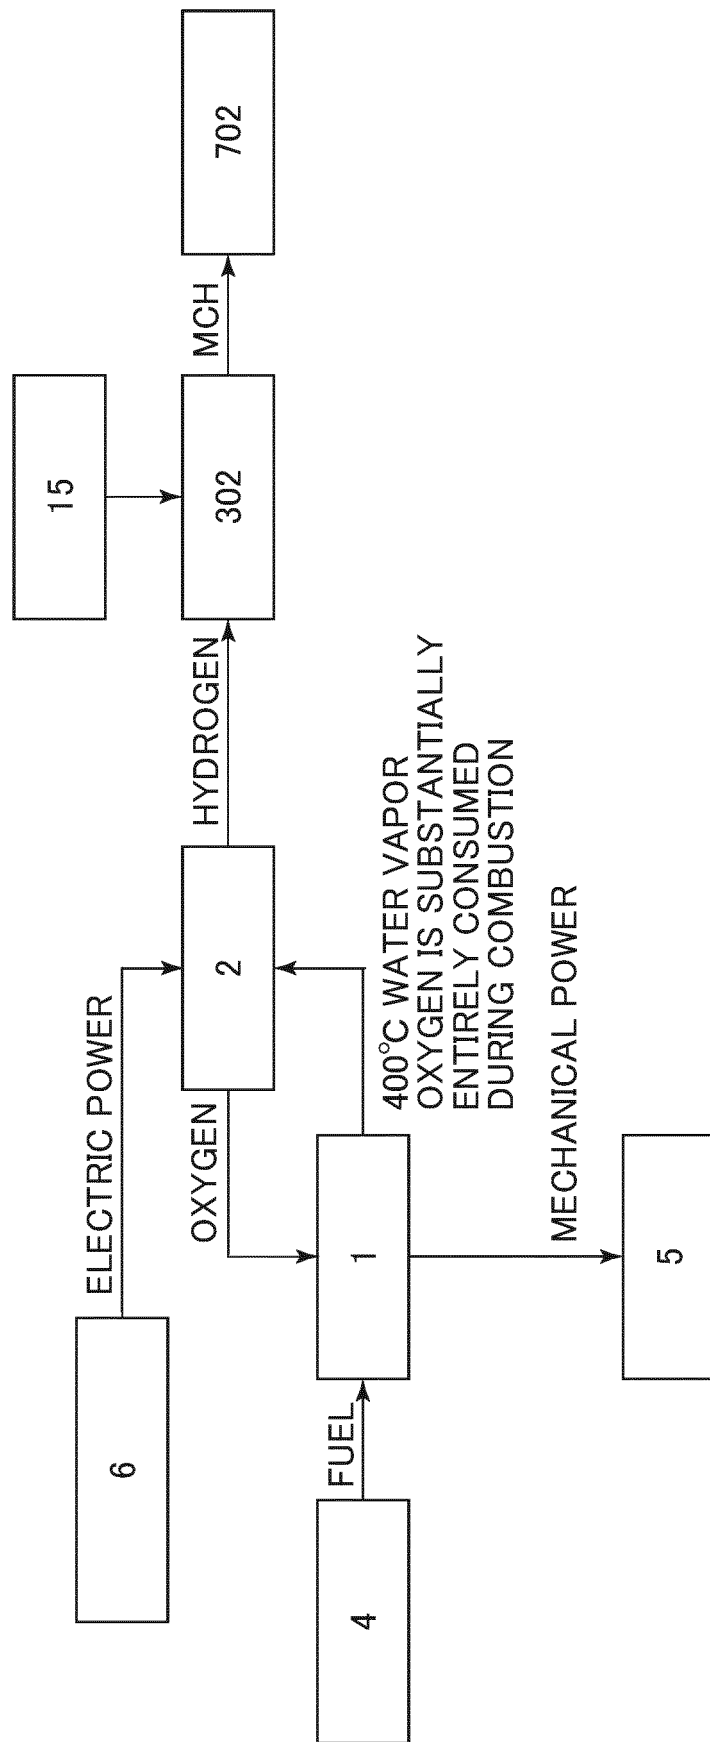 6
ELECTRIC POWER
15
4
FUEL
1
OXYGEN
2
HYDROGEN
302
MCH
702
400°C WATER VAPOR
OXYGEN IS SUBSTANTIALLY
ENTIRELY CONSUMED
DURING COMBUSTION
MECHANICAL POWER
5